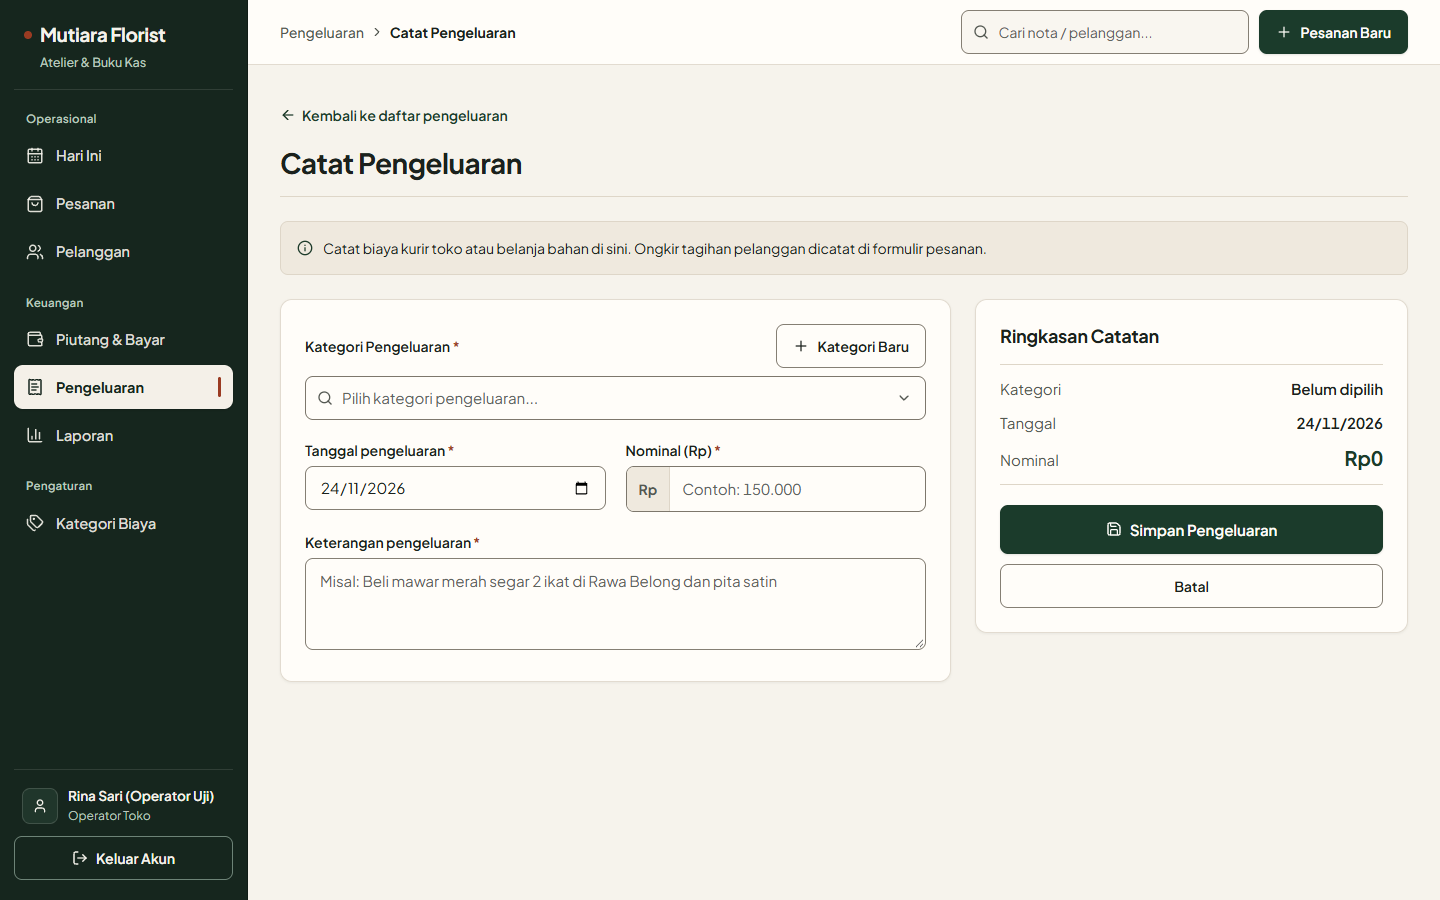 Mutiara Florist
Atelier & Buku Kas
Operasional
Hari Ini
Pesanan
Pelanggan
Keuangan
Piutang & Bayar
Pengeluaran
Laporan
Pengaturan
Kategori Biaya
Rina Sari (Operator Uji)
Operator Toko
Keluar Akun
Pengeluaran > Catat Pengeluaran
Cari nota / pelanggan...
+ Pesanan Baru
← Kembali ke daftar pengeluaran
Catat Pengeluaran
Catat biaya kurir toko atau belanja bahan di sini. Ongkir tagihan pelanggan dicatat di formulir pesanan.
Kategori Pengeluaran *
+ Kategori Baru
Pilih kategori pengeluaran...
Tanggal pengeluaran *
Nominal (Rp) *
24/11/2026
Rp
Contoh: 150.000
Keterangan pengeluaran *
Misal: Beli mawar merah segar 2 ikat di Rawa Belong dan pita satin
Ringkasan Catatan
Kategori Belum dipilih
Tanggal 24/11/2026
Nominal Rp0
Simpan Pengeluaran
Batal